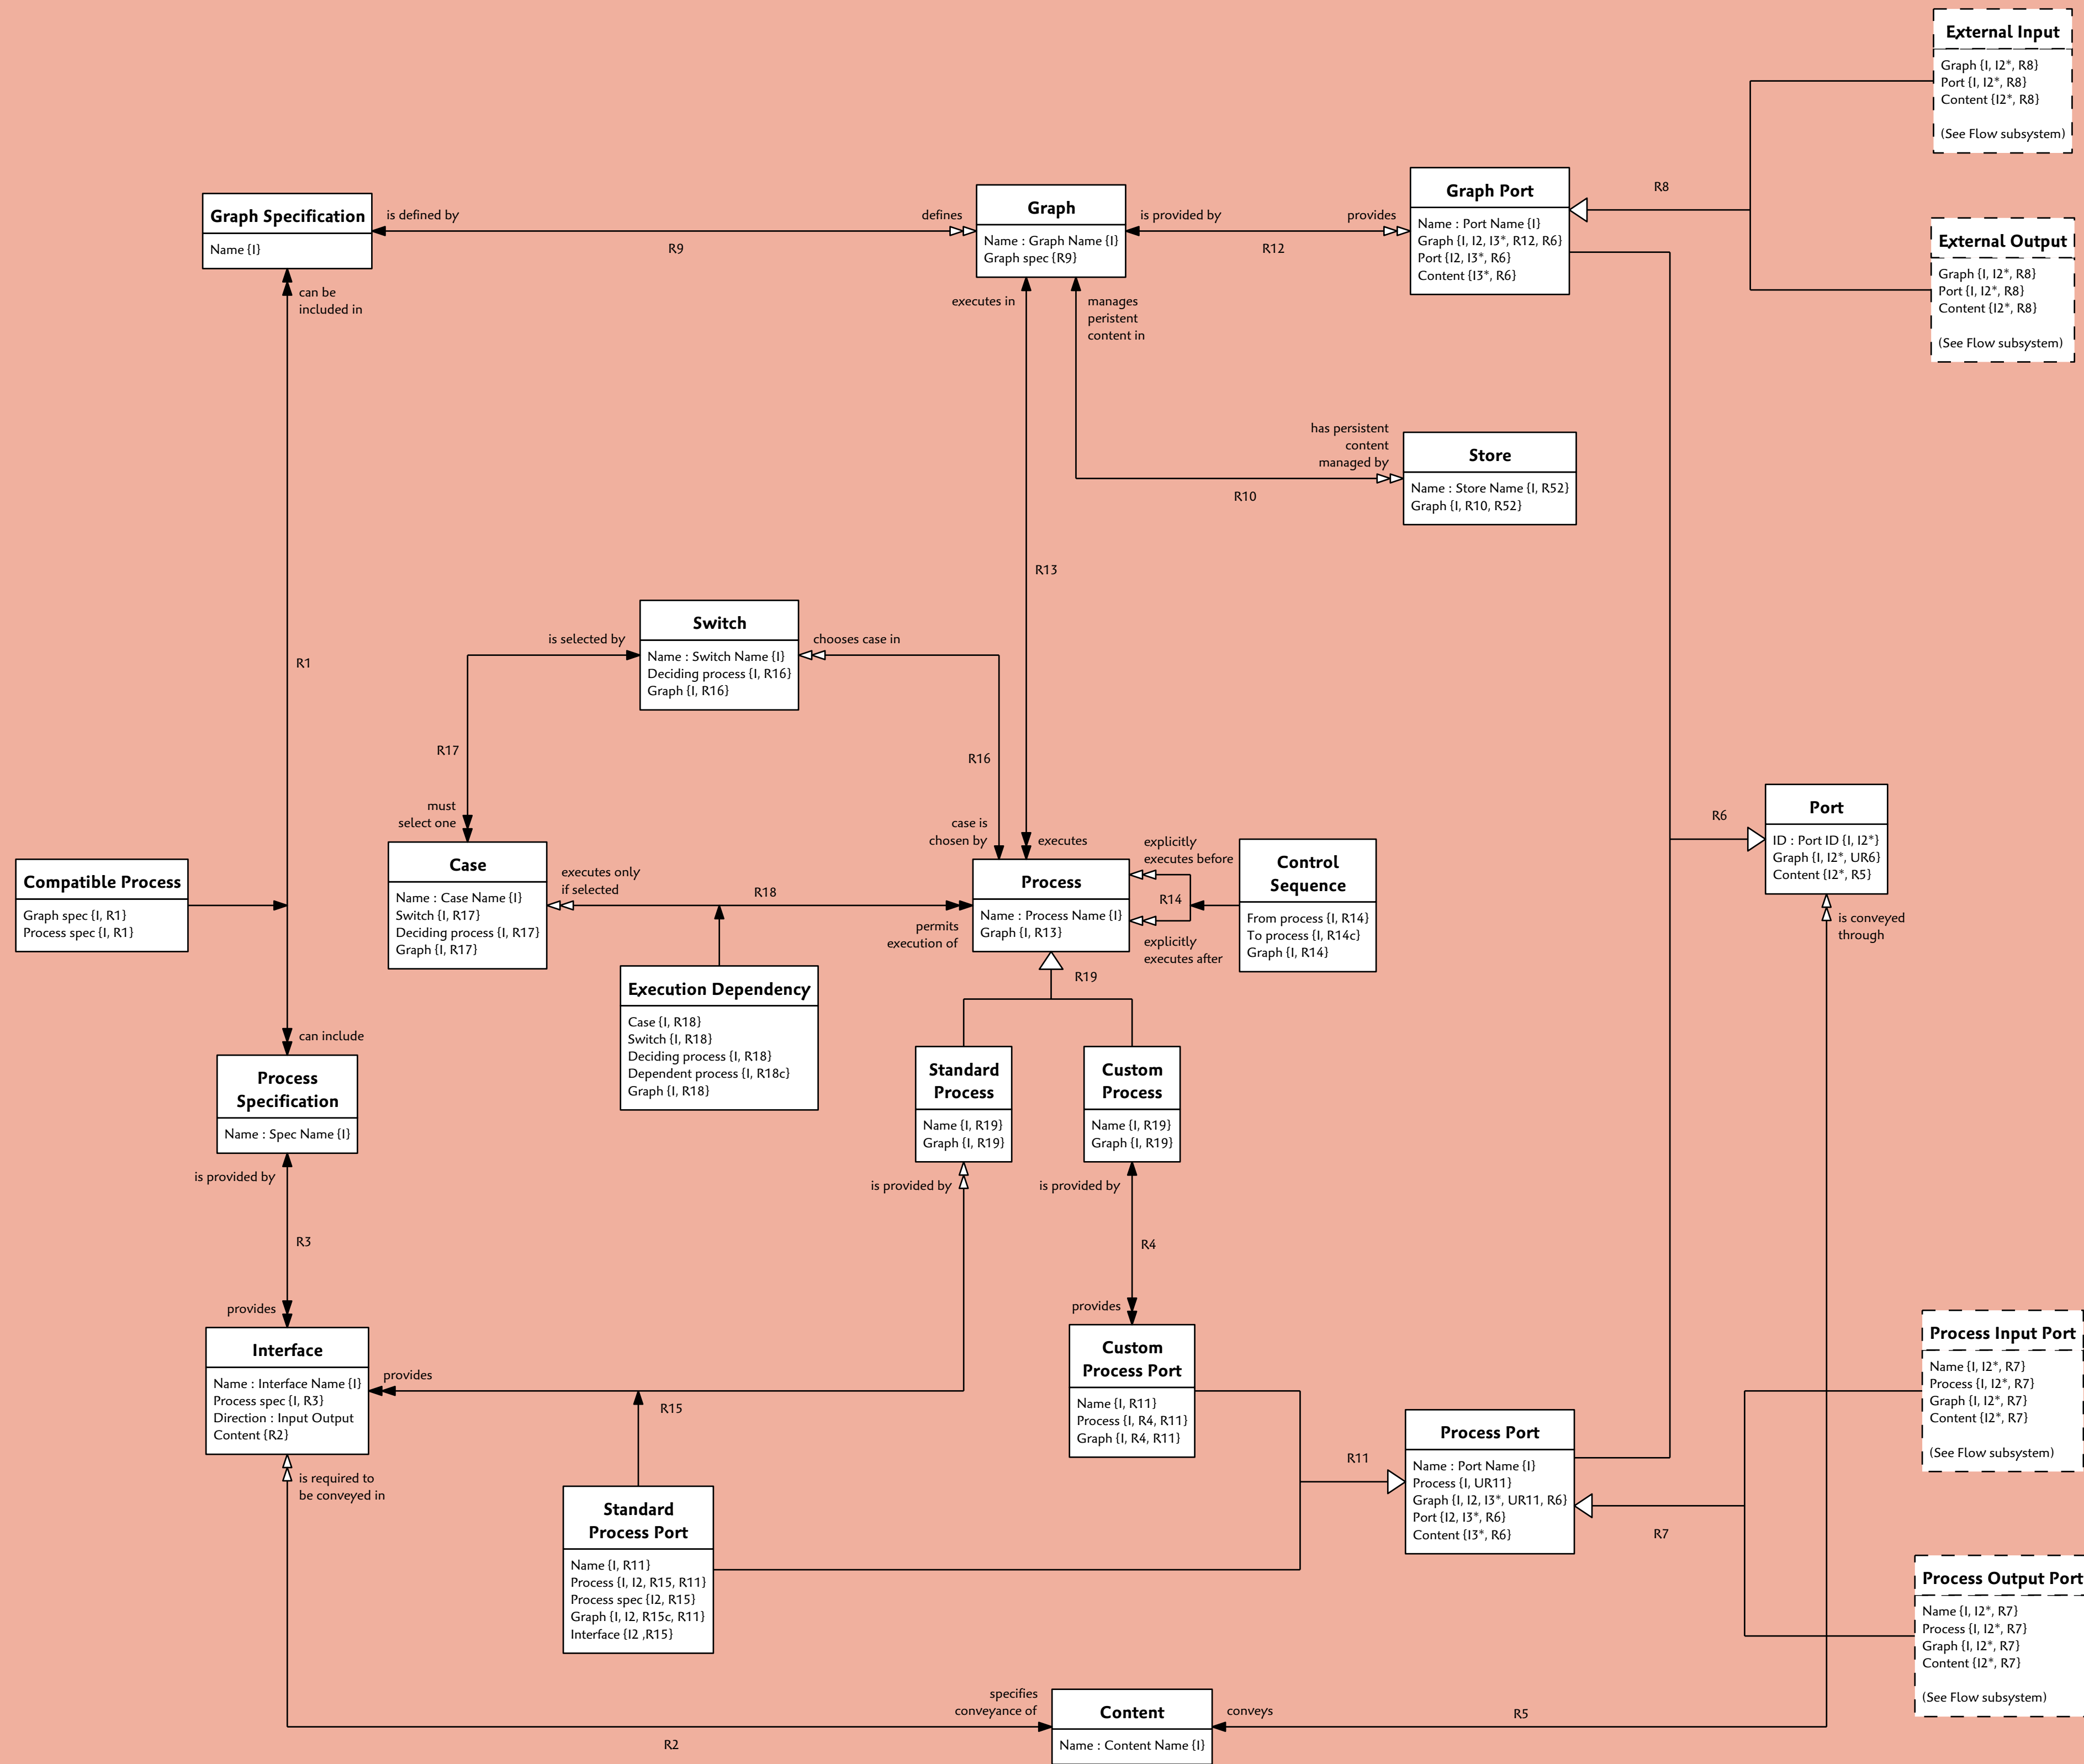 External Input
Graph {I, I2*, R8}
Port {I, I2*, R8}
Content {I2*, R8}
(See Flow subsystem)
External Output
Graph {I, I2*, R8}
Port {I, I2*, R8}
Content {I2*, R8}
(See Flow subsystem)
R8
Graph Port
Name : Port Name {I}
Graph {I, I2, I3*, R12, R6}
Port {I2, I3*, R6}
Content {I3*, R6}
is provided by
provides
R12
Graph
Name : Graph Name {I}
Graph spec {R9}
is defined by
defines
R9
Graph Specification
Name {I}
can be
included in
executes in
manages
peristent
content in
has persistent
content
managed by
R10
Store
Name : Store Name {I, R52}
Graph {I, R10, R52}
R13
Switch
Name : Switch Name {I}
Deciding process {I, R16}
Graph {I, R16}
is selected by
chooses case in
R1
R17
R16
must
select one
case is
chosen by
executes
explicitly
executes before
Case
Name : Case Name {I}
Switch {I, R17}
Deciding process {I, R17}
Graph {I, R17}
executes only
if selected
R18
permits
execution of
Process
Name : Process Name {I}
Graph {I, R13}
R14
explicitly
executes after
Control
Sequence
From process {I, R14}
To process {I, R14c}
Graph {I, R14}
R6
Port
ID : Port ID {I, I2*}
Graph {I, I2*, UR6}
Content {I2*, R5}
is conveyed
through
Compatible Process
Graph spec {I, R1}
Process spec {I, R1}
Execution Dependency
Case {I, R18}
Switch {I, R18}
Deciding process {I, R18}
Dependent process {I, R18c}
Graph {I, R18}
R19
can include
Process
Specification
Name : Spec Name {I}
Standard
Process
Name {I, R19}
Graph {I, R19}
Custom
Process
Name {I, R19}
Graph {I, R19}
is provided by
is provided by
is provided by
R3
R4
provides
provides
Interface
Name : Interface Name {I}
Process spec {I, R3}
Direction : Input Output
Content {R2}
provides
R15
Custom
Process Port
Name {I, R11}
Process {I, R4, R11}
Graph {I, R4, R11}
R11
Process Port
Name : Port Name {I}
Process {I, UR11}
Graph {I, I2, I3*, UR11, R6}
Port {I2, I3*, R6}
Content {I3*, R6}
R7
Process Input Port
Name {I, I2*, R7}
Process {I, I2*, R7}
Graph {I, I2*, R7}
Content {I2*, R7}
(See Flow subsystem)
Process Output Port
Name {I, I2*, R7}
Process {I, I2*, R7}
Graph {I, I2*, R7}
Content {I2*, R7}
(See Flow subsystem)
is required to
be conveyed in
Standard
Process Port
Name {I, R11}
Process {I, I2, R15, R11}
Process spec {I2, R15}
Graph {I, I2, R15c, R11}
Interface {I2 ,R15}
specifies
conveyance of
R2
Content
Name : Content Name {I}
conveys
R5